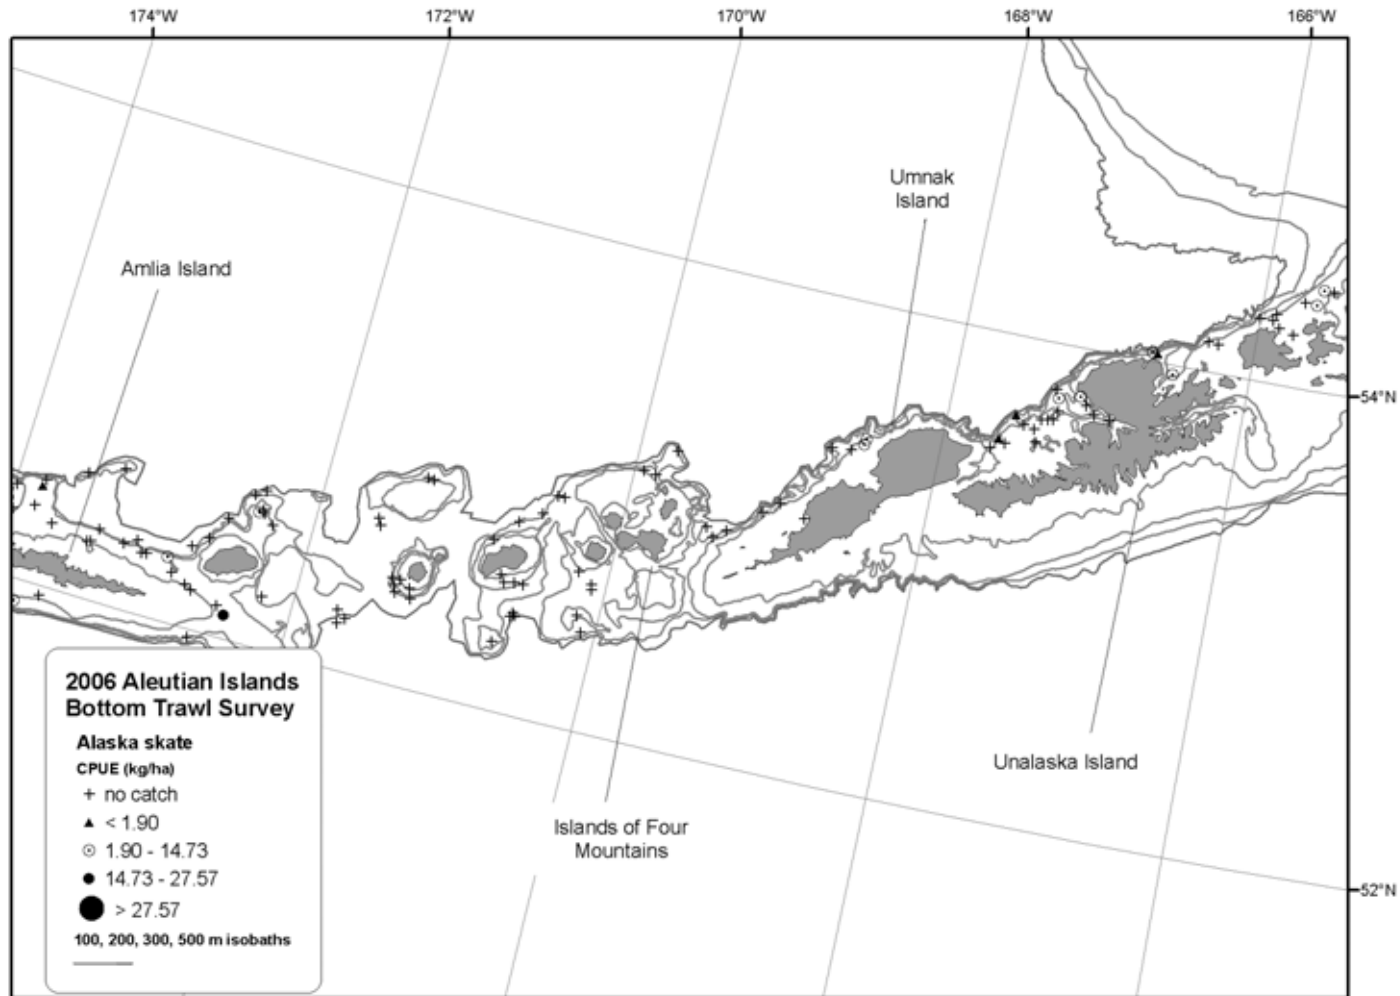 174°W
172°W
170°W
168°W
166°W
Umnak
Island
Amlia Island
54°N
Unalaska Island
Islands of Four
Mountains
52°N
2006 Aleutian Islands
Bottom Trawl Survey
Alaska skate
CPUE (kg/ha)
+ no catch
▲ < 1.90
⊙ 1.90 - 14.73
● 14.73 - 27.57
● > 27.57
100, 200, 300, 500 m isobaths